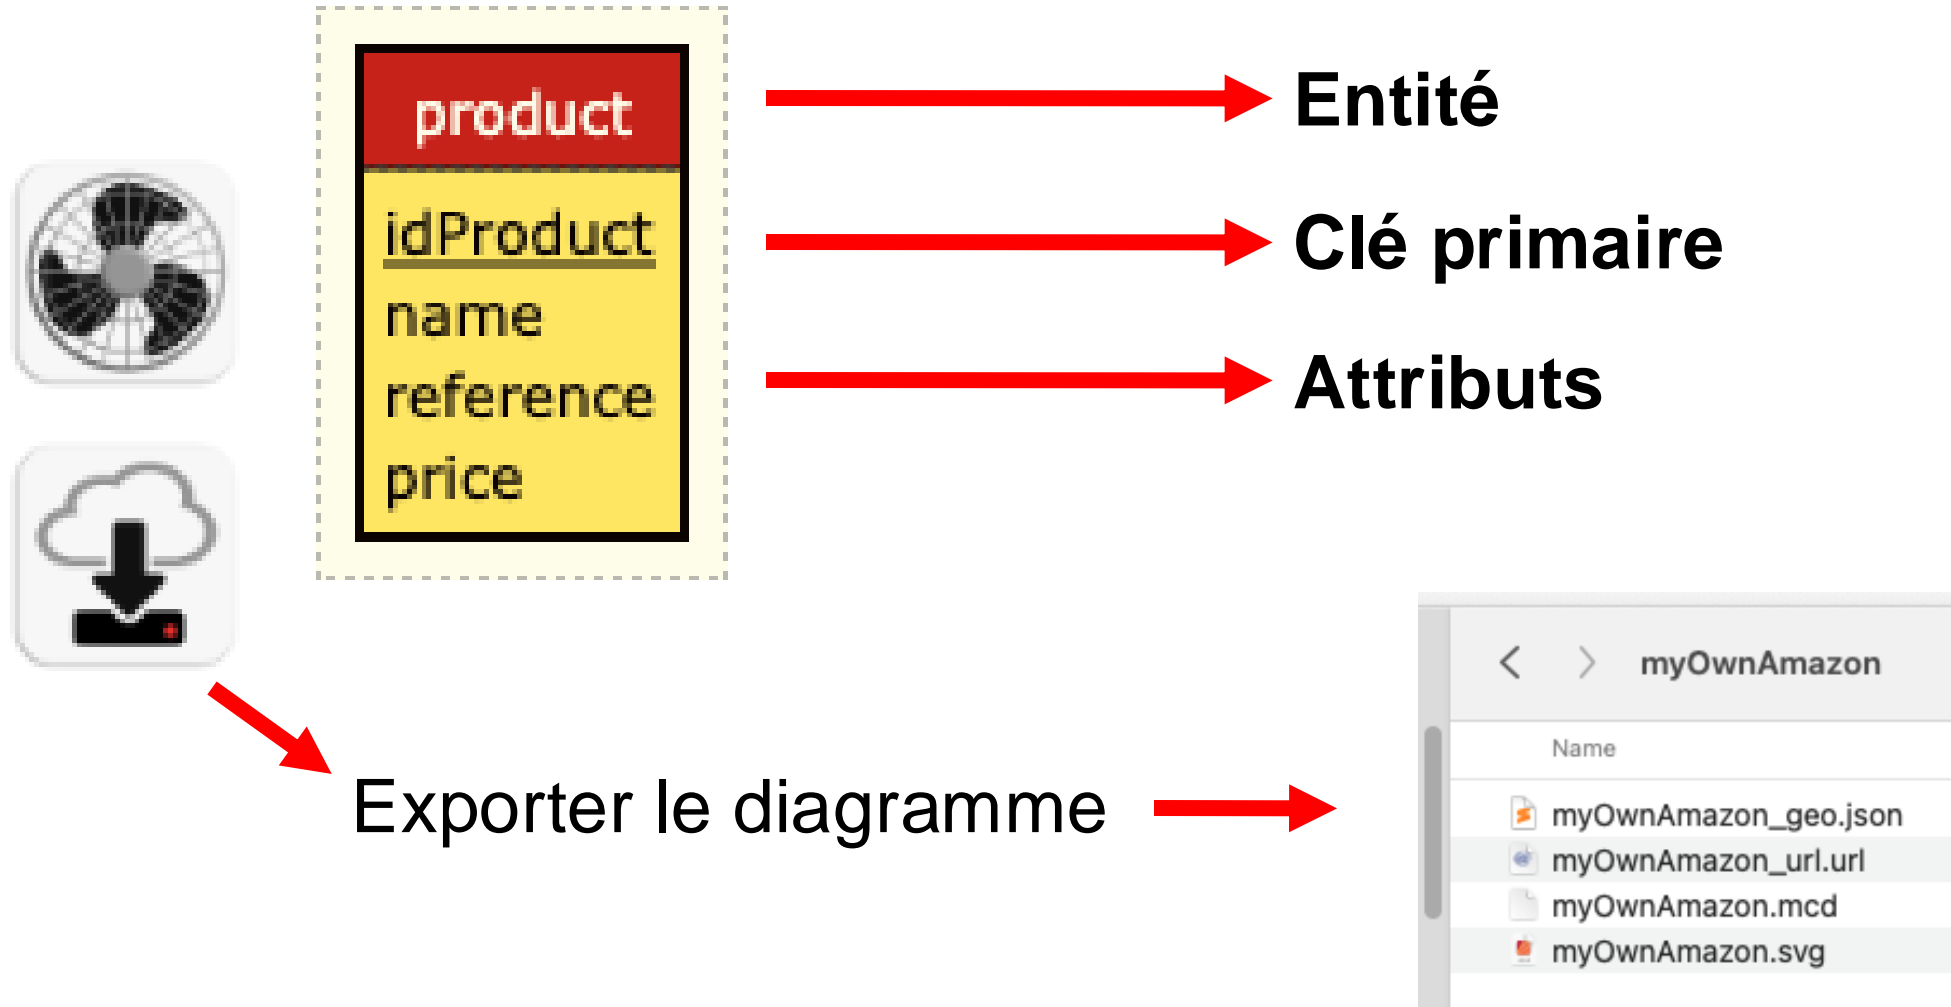 product
idProduct
name
reference
price
Entité
Clé primaire
Attributs
Exporter le diagramme
myOwnAmazon
Name
myOwnAmazon_geo.json
myOwnAmazon_url.url
myOwnAmazon.mcd
myOwnAmazon.svg